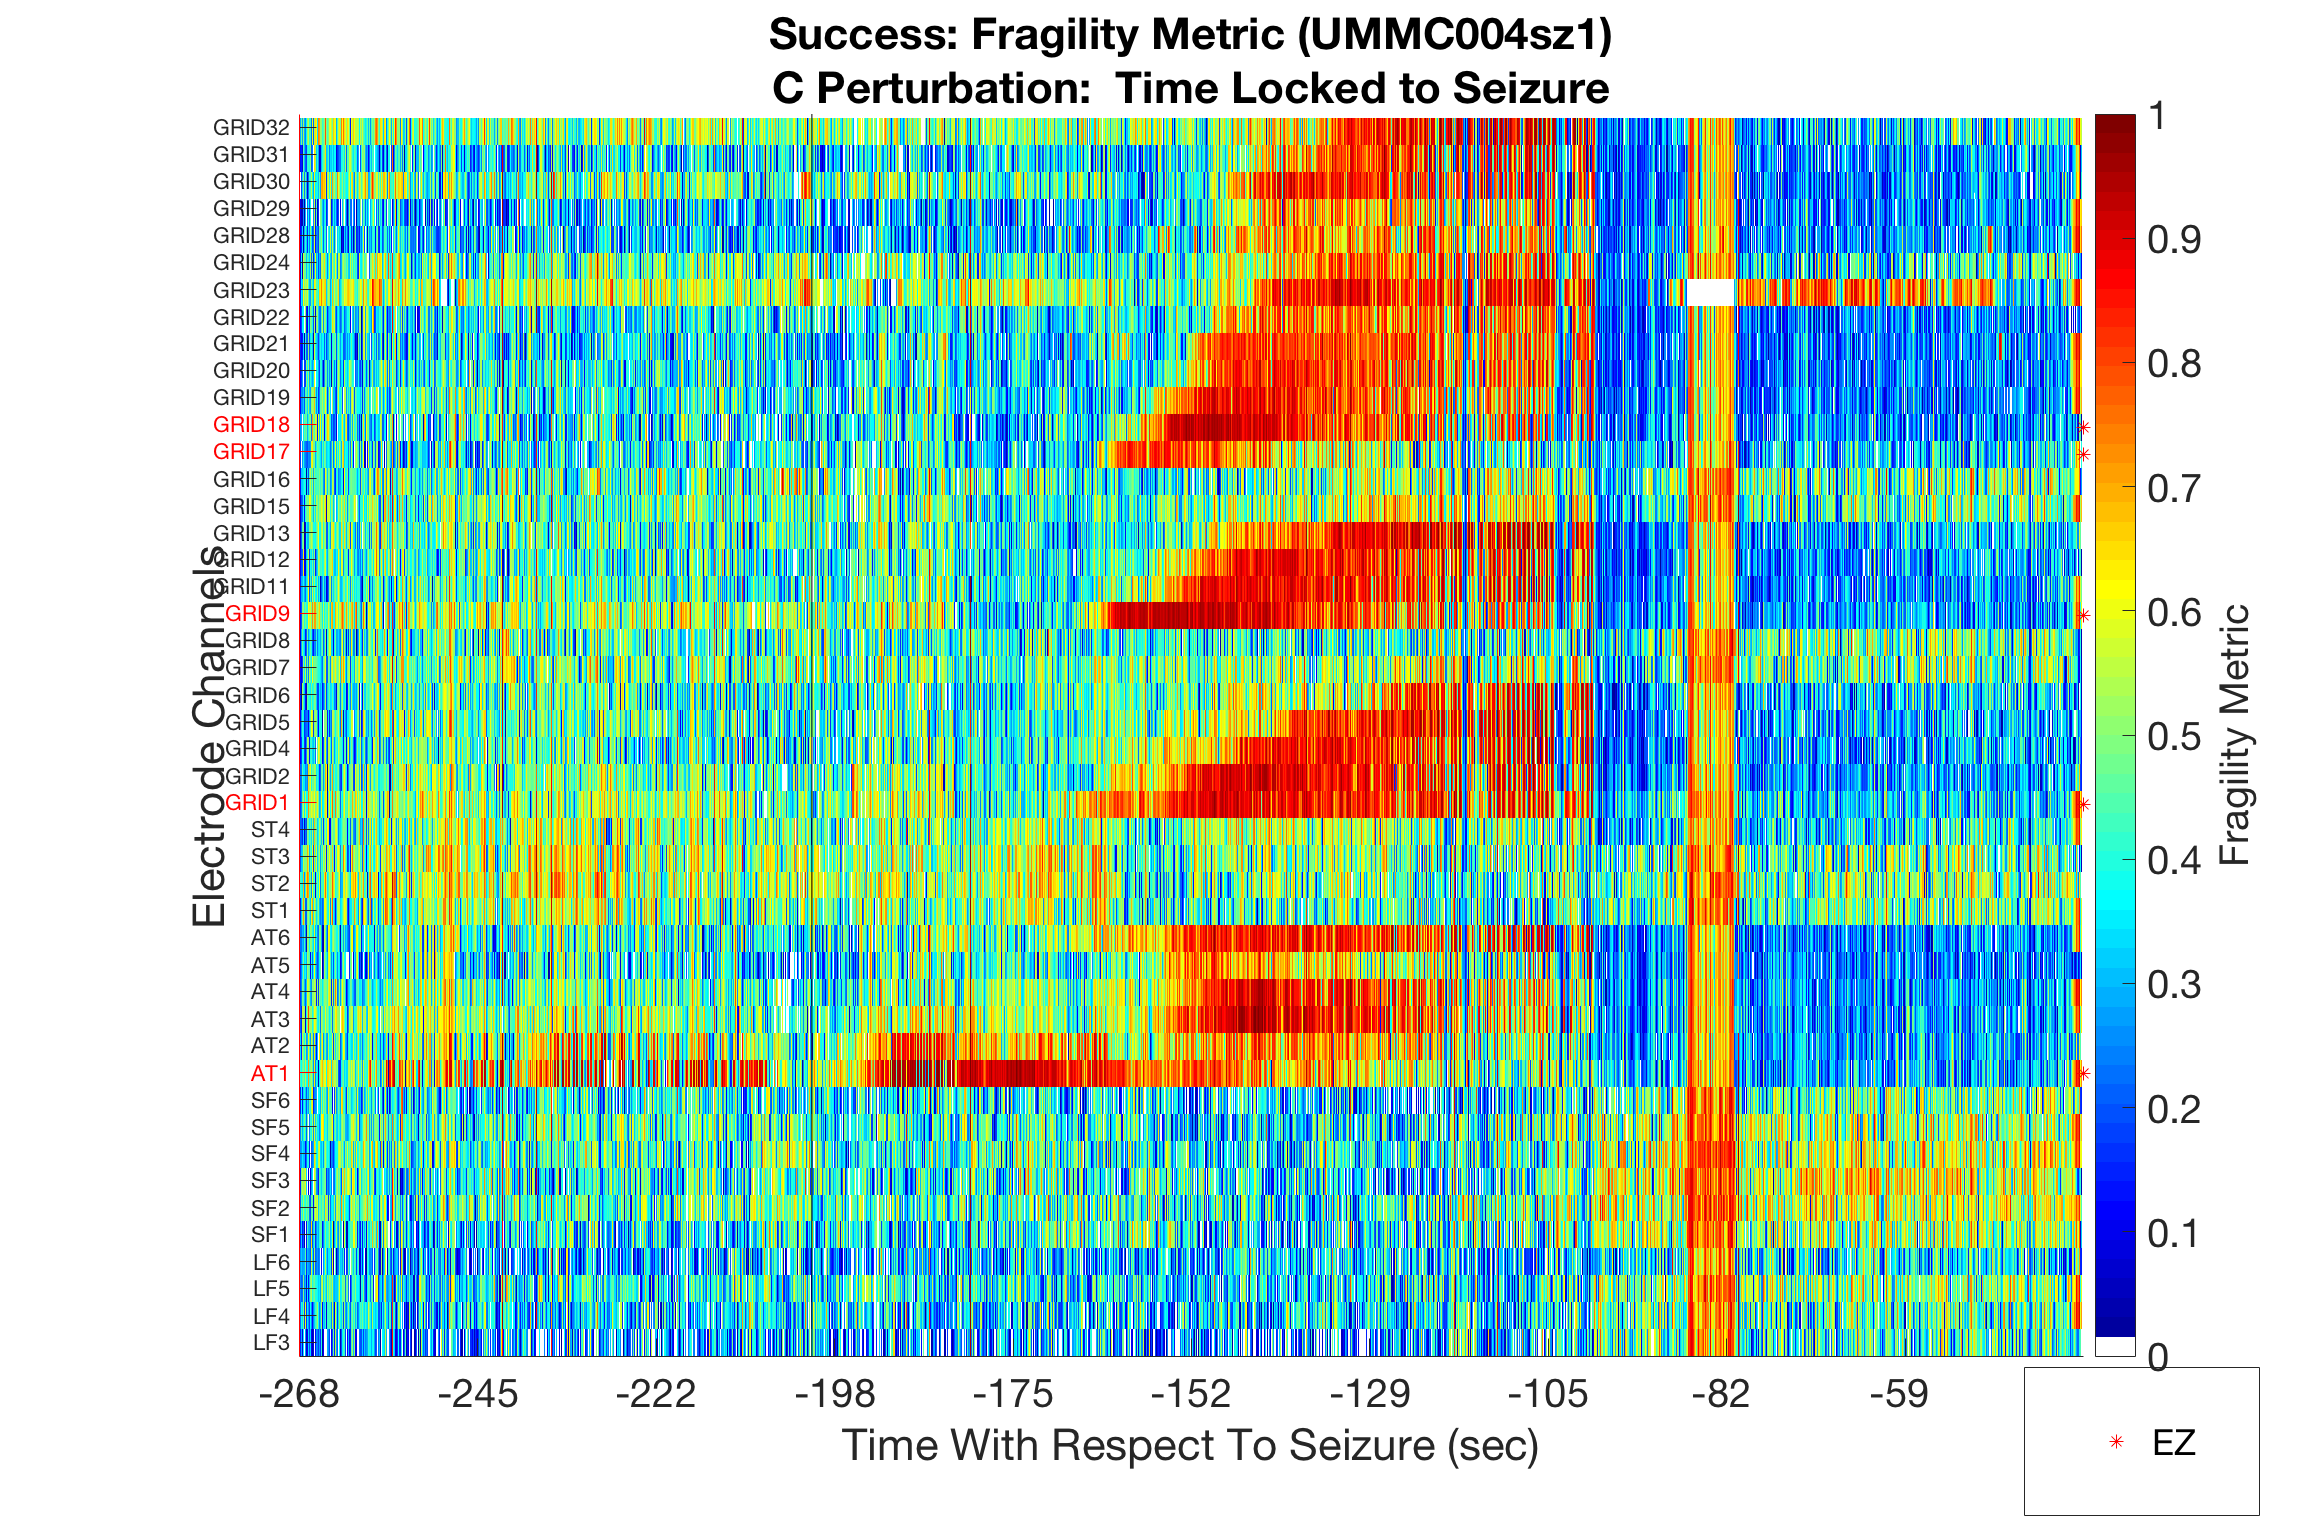 Success: Fragility Metric (UMMC004sz1)
C Perturbation:  Time Locked to Seizure
Electrode Channels
GRID32
GRID31
GRID30
GRID29
GRID28
GRID24
GRID23
GRID22
GRID21
GRID20
GRID19
GRID18
GRID17
GRID16
GRID15
GRID13
GRID12
GRID11
GRID9
GRID8
GRID7
GRID6
GRID5
GRID4
GRID2
GRID1
ST4
ST3
ST2
ST1
AT6
AT5
AT4
AT3
AT2
AT1
SF6
SF5
SF4
SF3
SF2
SF1
LF6
LF5
LF4
LF3
-268 -245 -222 -198 -175 -152 -129 -105 -82 -59
Time With Respect To Seizure (sec)
1
0.9
0.8
0.7
0.6
0.5
0.4
0.3
0.2
0.1
0
Fragility Metric
EZ